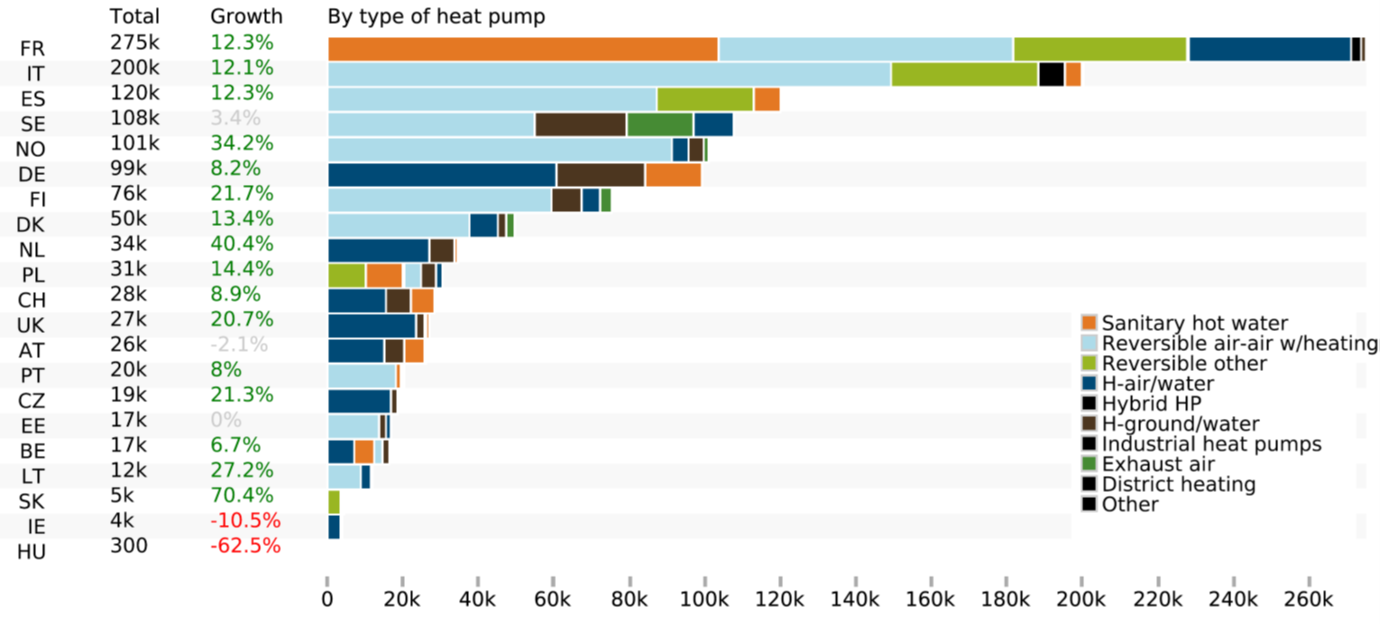 Total Growth By type of heat pump
FR 275k 12.3%
IT 200k 12.1%
ES 120k 12.3%
SE 108k 3.4%
NO 101k 34.2%
DE 99k 8.2%
FI 76k 21.7%
DK 50k 13.4%
NL 34k 40.4%
PL 31k 14.4%
CH 28k 8.9%
UK 27k 20.7%
AT 26k -2.1%
PT 20k 8%
CZ 19k 21.3%
EE 17k 0%
BE 17k 6.7%
LT 12k 27.2%
SK 5k 70.4%
IE 4k -10.5%
HU 300 -62.5%
Sanitary hot water
Reversible air-air w/heating
Reversible other
H-air/water
Hybrid HP
H-ground/water
Industrial heat pumps
Exhaust air
District heating
Other
0 20k 40k 60k 80k 100k 120k 140k 160k 180k 200k 220k 240k 260k